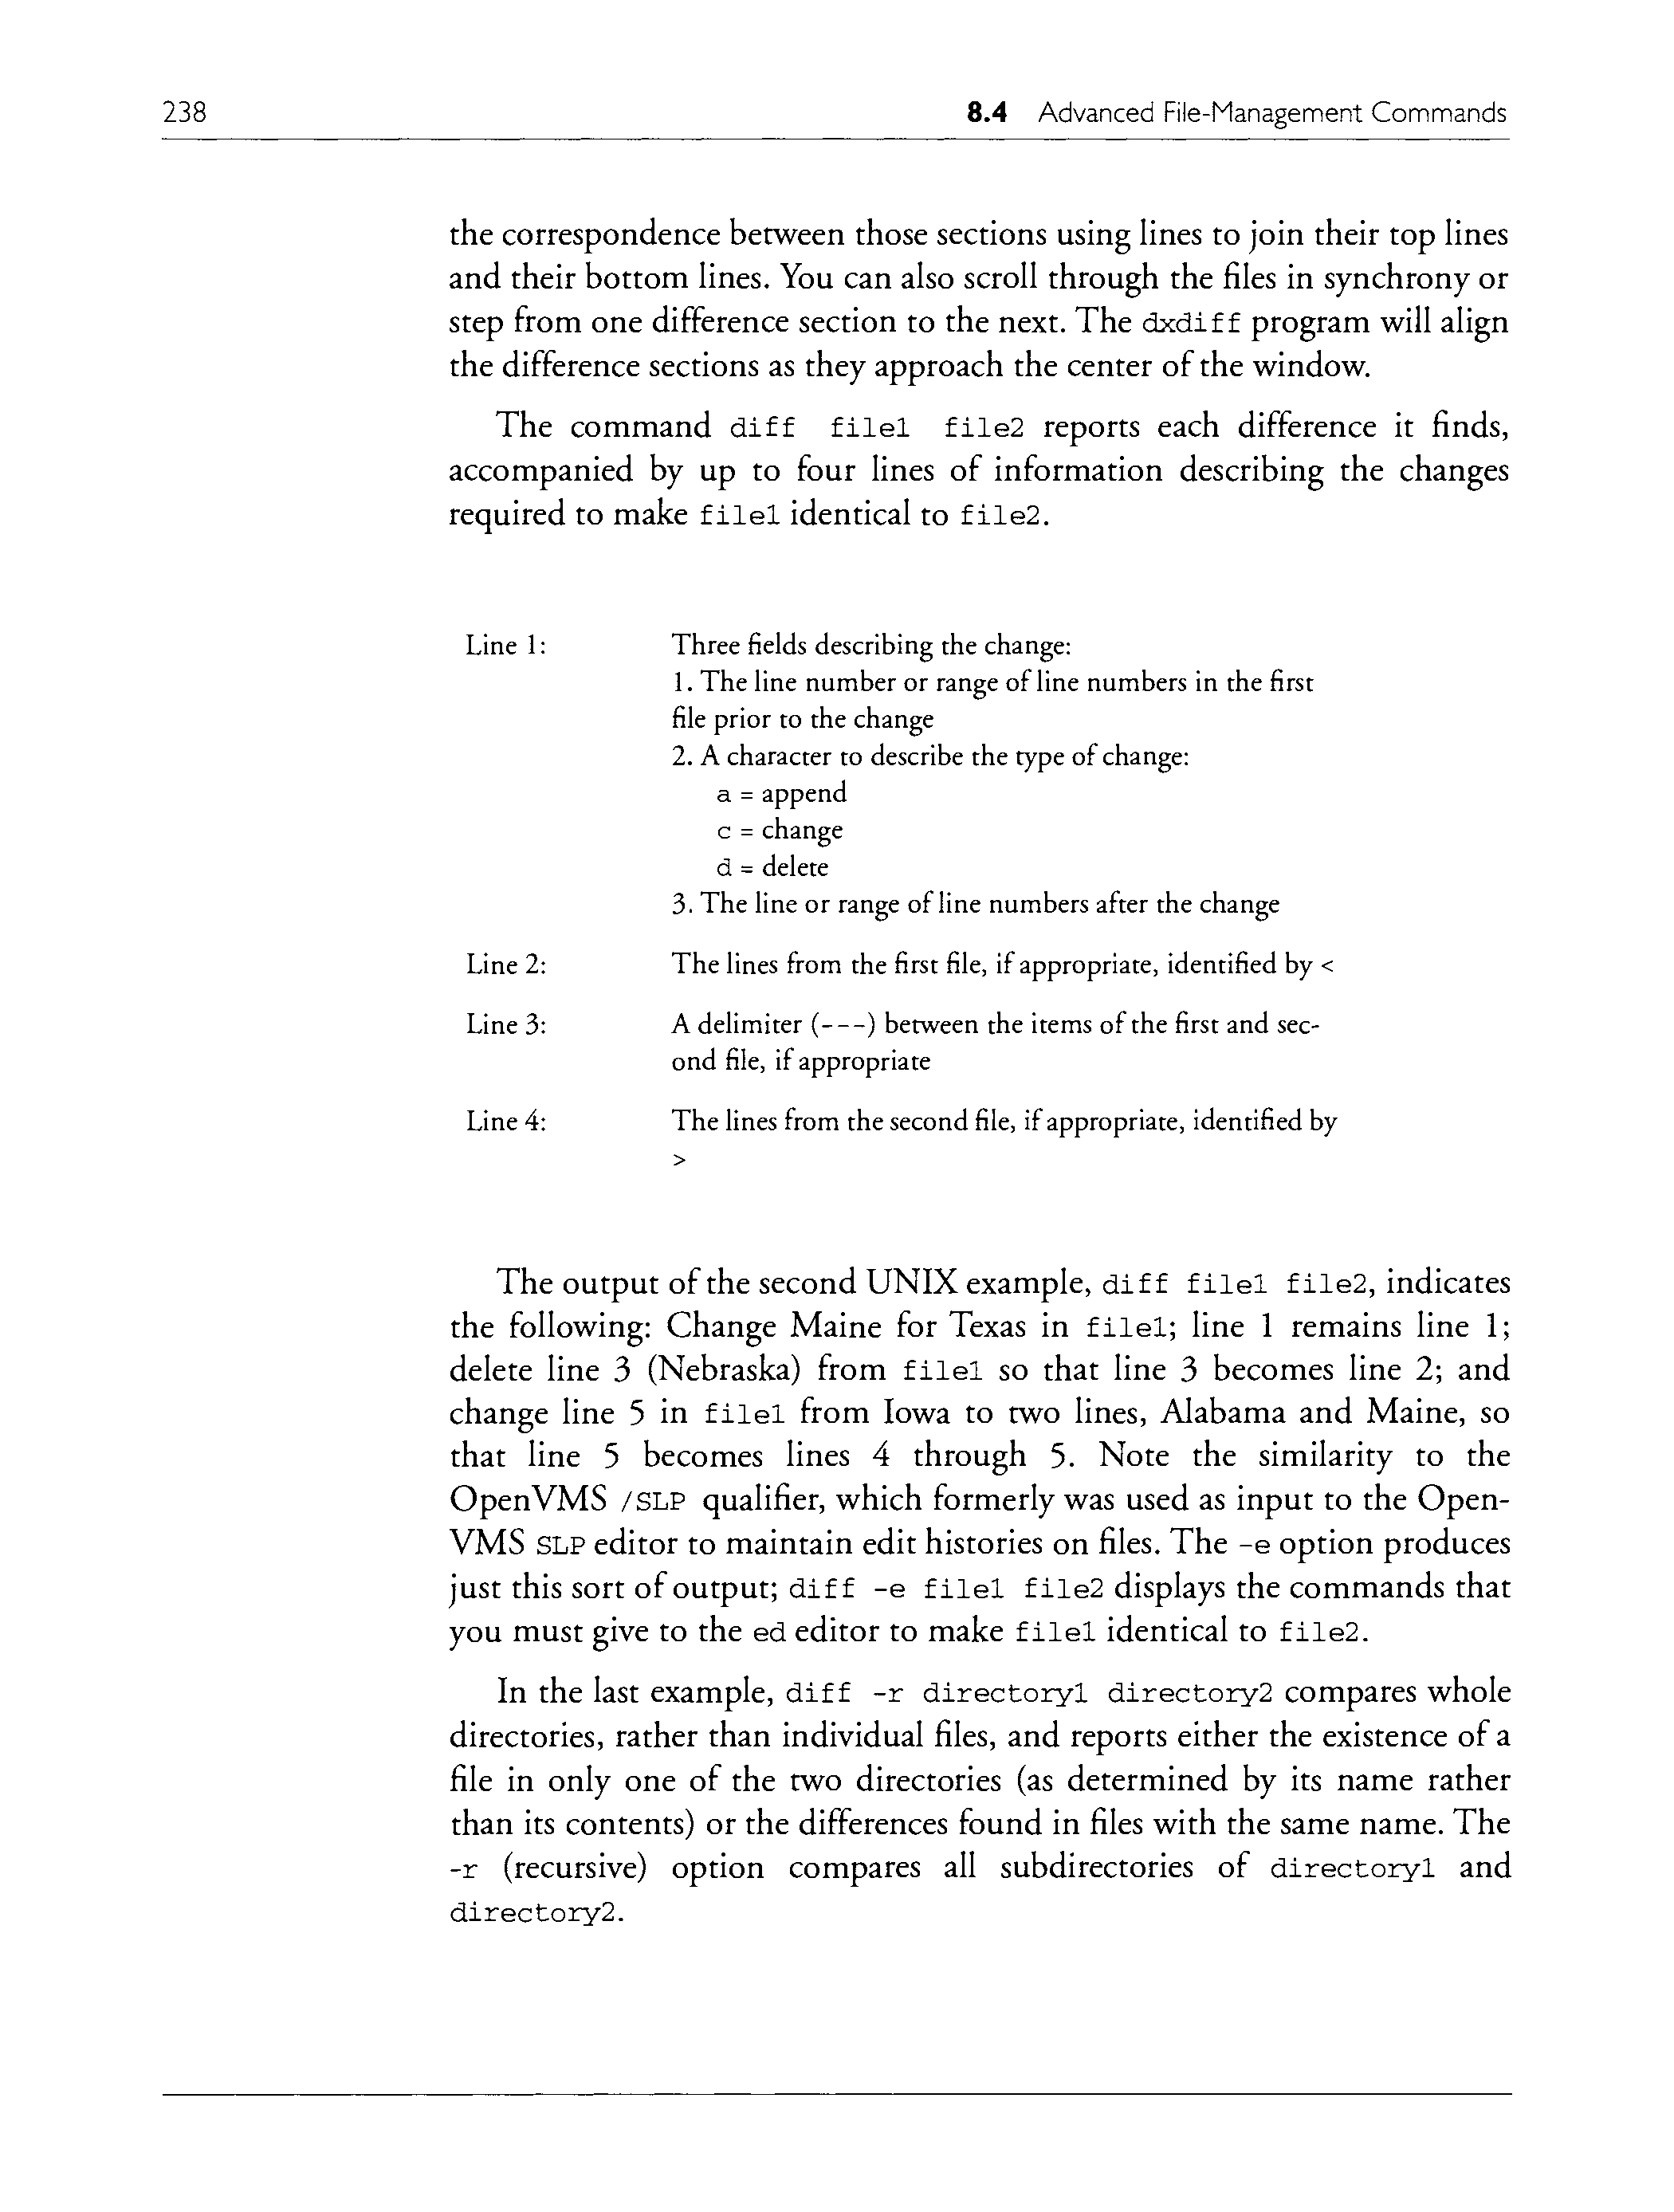 238
8.4 Advanced File-Management Commands
the correspondence between those sections using lines to join their top lines
and their bottom lines. You can also scroll through the files in synchrony or
step from one difference section to the next. The dxdiff program will align
the difference sections as they approach the center of the window.
The command diff file1 file2 reports each difference it finds,
accompanied by up to four lines of information describing the changes
required to make file1 identical to file2.
Line 1: Three fields describing the change:
1. The line number or range of line numbers in the first
file prior to the change
2. A character to describe the type of change:
a = append
c = change
d = delete
3. The line or range of line numbers after the change
Line 2: The lines from the first file, if appropriate, identified by <
Line 3: A delimiter (---) between the items of the first and sec-
ond file, if appropriate
Line 4: The lines from the second file, if appropriate, identified by
>
The output of the second UNIX example, diff file1 file2, indicates
the following: Change Maine for Texas in file1; line 1 remains line 1;
delete line 3 (Nebraska) from file1 so that line 3 becomes line 2; and
change line 5 in file1 from Iowa to two lines, Alabama and Maine, so
that line 5 becomes lines 4 through 5. Note the similarity to the
OpenVMS /SLP qualifier, which formerly was used as input to the Open-
VMS SLP editor to maintain edit histories on files. The -e option produces
just this sort of output; diff -e file1 file2 displays the commands that
you must give to the ed editor to make file1 identical to file2.
In the last example, diff -r directory1 directory2 compares whole
directories, rather than individual files, and reports either the existence of a
file in only one of the two directories (as determined by its name rather
than its contents) or the differences found in files with the same name. The
-r (recursive) option compares all subdirectories of directory1 and
directory2.